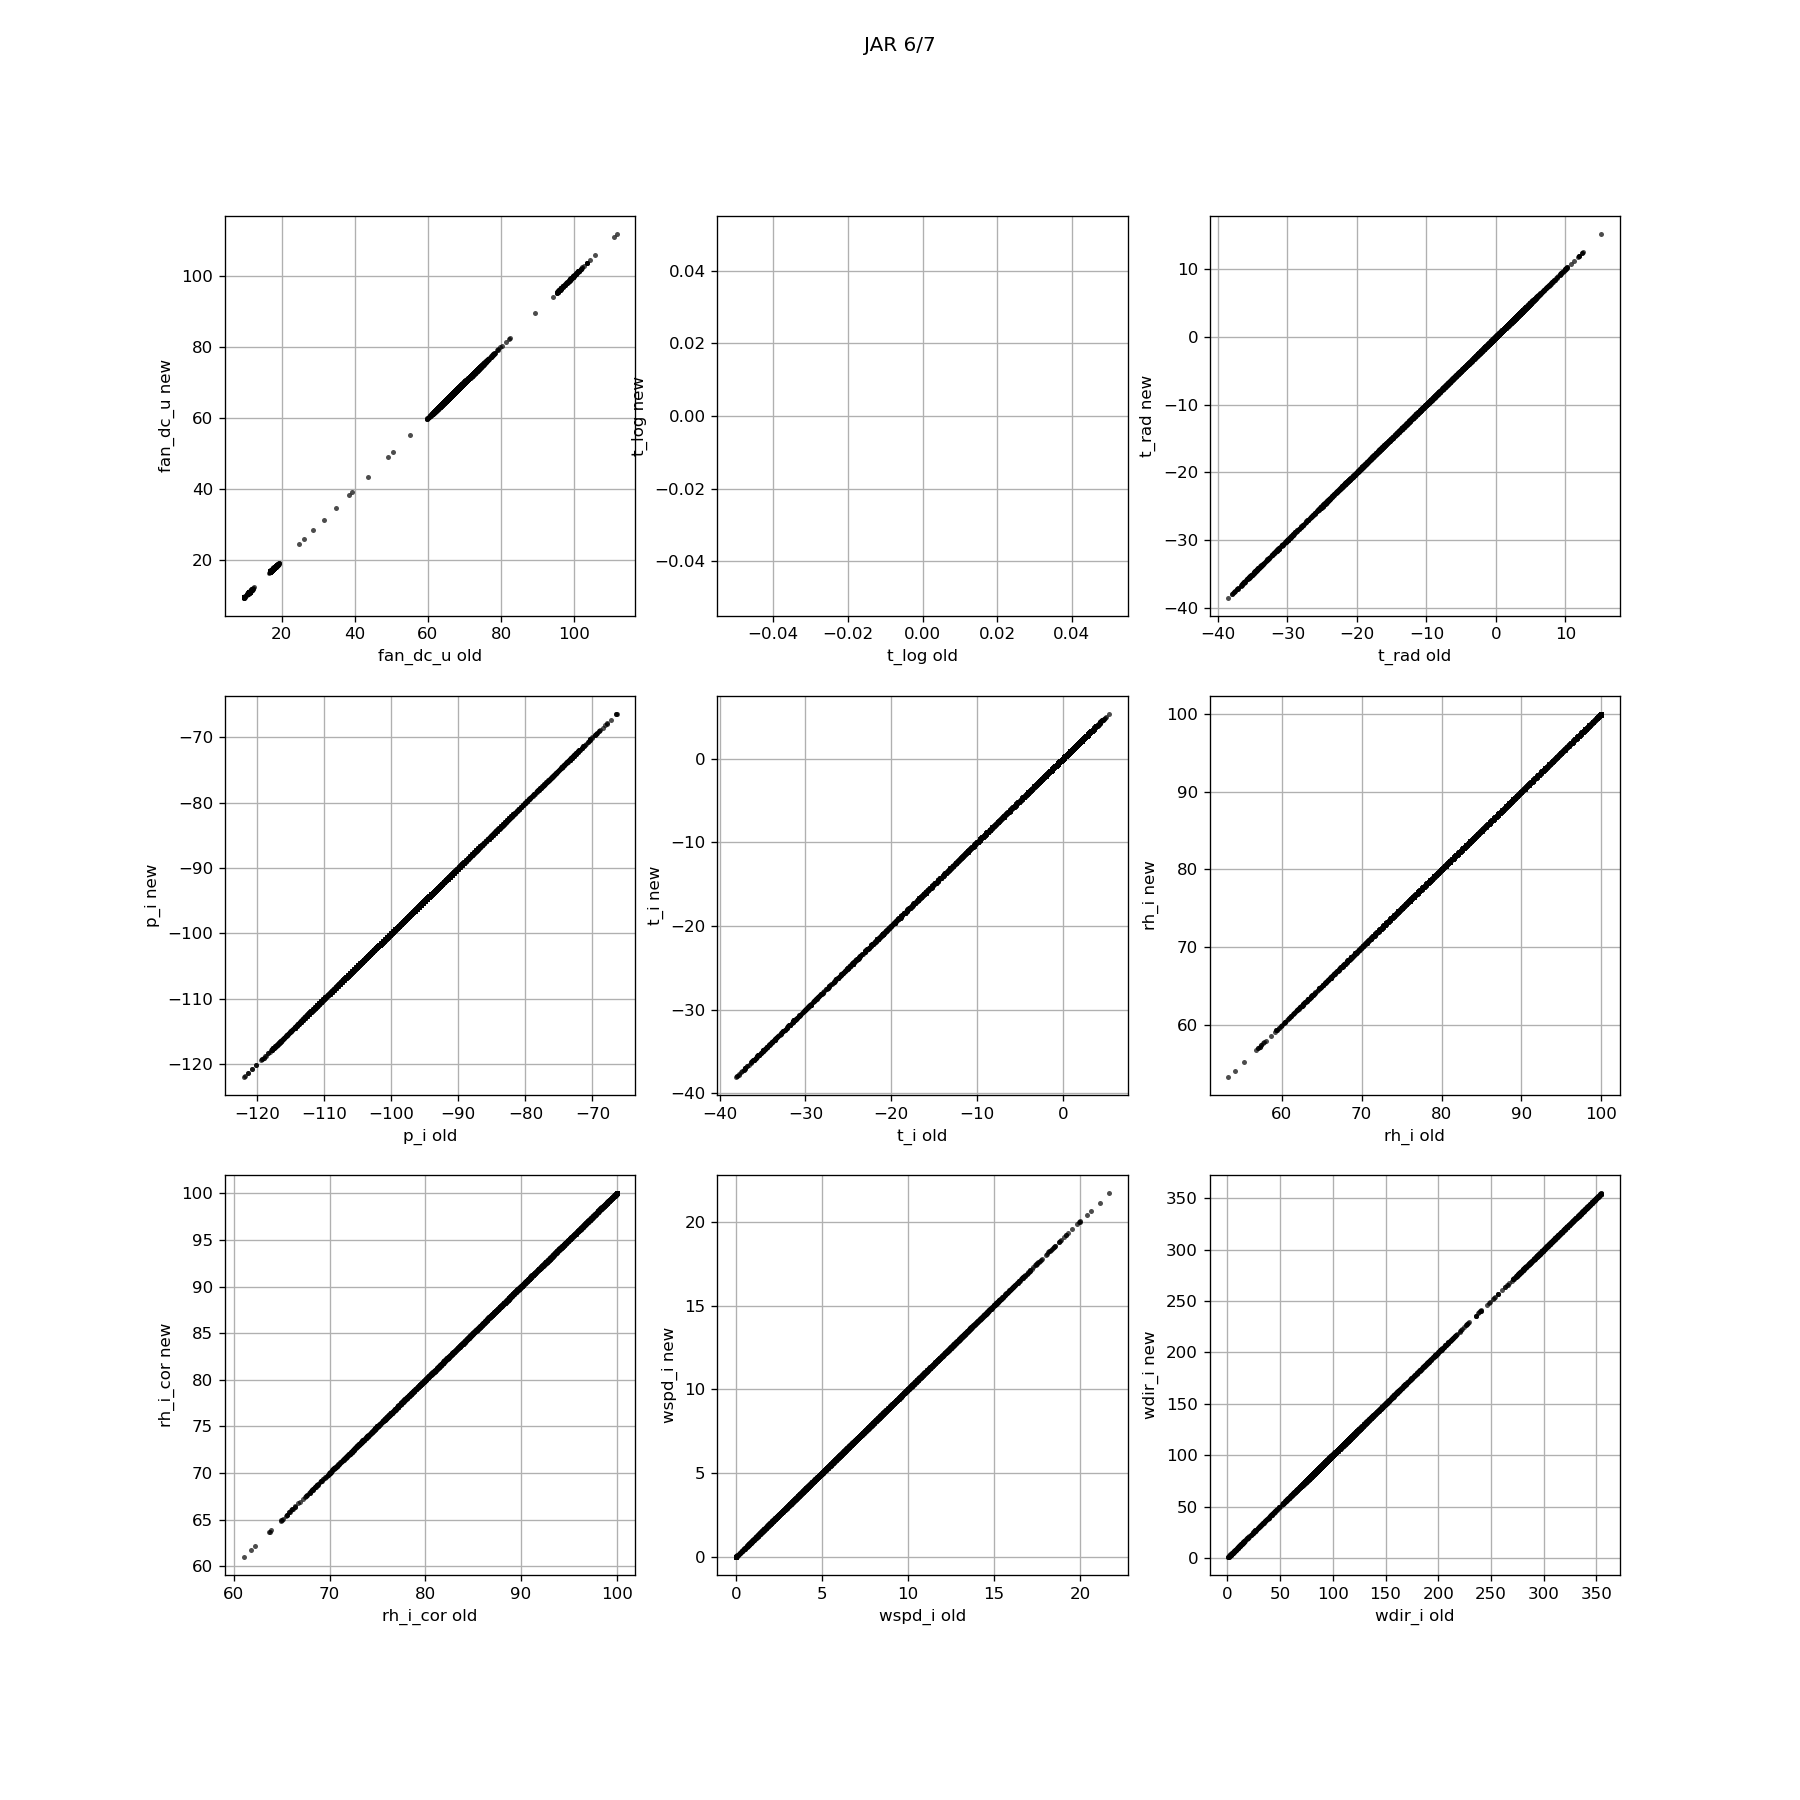 JAR 6/7
100
80
60
40
20
fan_dc_u new
20 40 60 80 100
fan_dc_u old
0.04
0.02
0.00
−0.02
−0.04
t_log new
−0.04 −0.02 0.00 0.02 0.04
t_log old
10
0
−10
−20
−30
−40
t_rad new
−40 −30 −20 −10 0 10
t_rad old
−70
−80
−90
−100
−110
−120
p_i new
−120 −110 −100 −90 −80 −70
p_i old
0
−10
−20
−30
−40
t_i new
−40 −30 −20 −10 0
t_i old
100
90
80
70
60
rh_i new
60 70 80 90 100
rh_i old
100
95
90
85
80
75
70
65
60
rh_i_cor new
60 70 80 90 100
rh_i_cor old
20
15
10
5
0
wspd_i new
0 5 10 15 20
wspd_i old
350
300
250
200
150
100
50
0
wdir_i new
0 50 100 150 200 250 300 350
wdir_i old